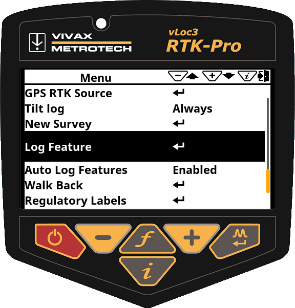 VIVAX
METROTECH
vLoc3
RTK-Pro
Menu
GPS RTK Source
Tilt log Always
New Survey
Log Feature
Auto Log Features Enabled
Walk Back
Regulatory Labels